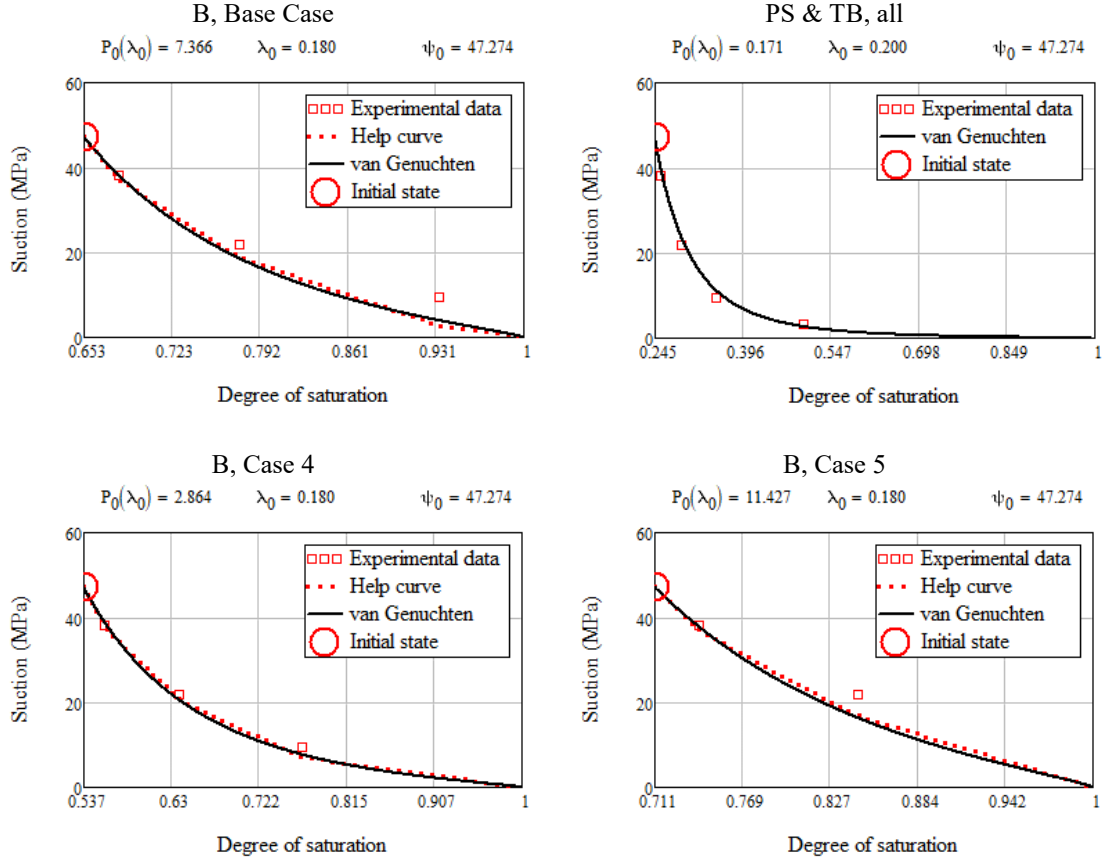 B, Base Case
P0(λ0) = 7.366 λ0 = 0.180 ψ0 = 47.274
60
40
20
0
Suction (MPa)
Experimental data
Help curve
van Genuchten
Initial state
0.653 0.723 0.792 0.861 0.931 1
Degree of saturation
PS & TB, all
P0(λ0) = 0.171 λ0 = 0.200 ψ0 = 47.274
60
40
20
0
Suction (MPa)
Experimental data
van Genuchten
Initial state
0.245 0.396 0.547 0.698 0.849 1
Degree of saturation
B, Case 4
P0(λ0) = 2.864 λ0 = 0.180 ψ0 = 47.274
60
40
20
0
Suction (MPa)
Experimental data
Help curve
van Genuchten
Initial state
0.537 0.63 0.722 0.815 0.907 1
Degree of saturation
B, Case 5
P0(λ0) = 11.427 λ0 = 0.180 ψ0 = 47.274
60
40
20
0
Suction (MPa)
Experimental data
Help curve
van Genuchten
Initial state
0.711 0.769 0.827 0.884 0.942 1
Degree of saturation